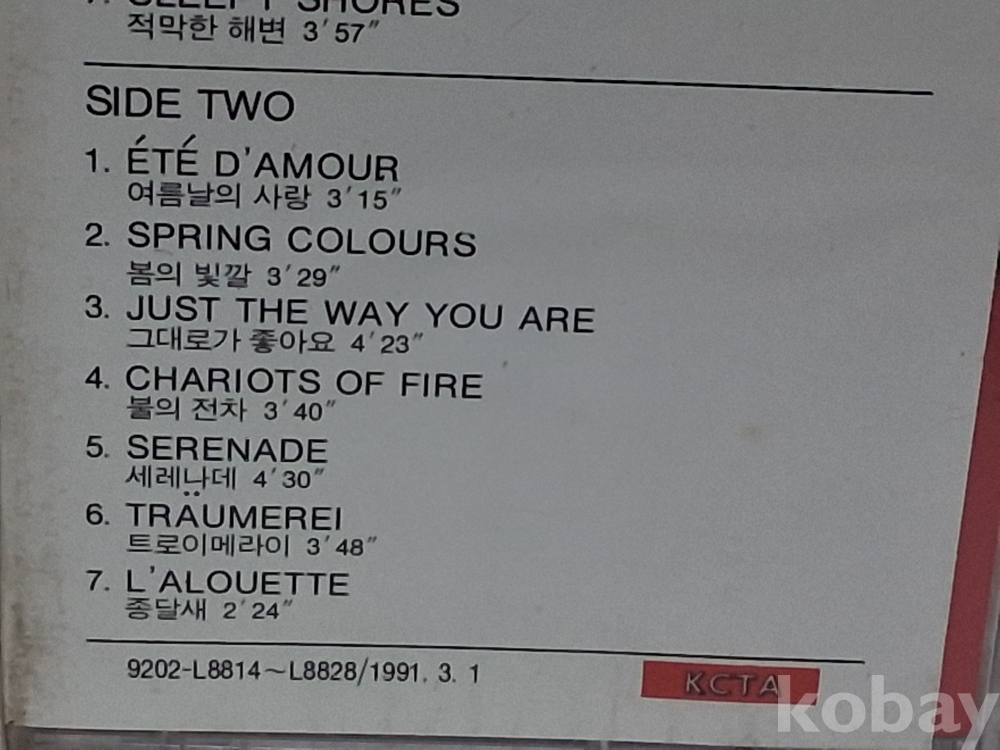 7. SLEEPY SHORES
적막한 해변 3′57″
SIDE TWO
1. ÉTÉ D'AMOUR
여름날의 사랑 3′15″
2. SPRING COLOURS
봄의 빛깔 3′29″
3. JUST THE WAY YOU ARE
그대로가 좋아요 4′23″
4. CHARIOTS OF FIRE
불의 전차 3′40″
5. SERENADE
세레나데 4′30″
6. TRÄUMEREI
트로이메라이 3′48″
7. L'ALOUETTE
종달새 2′24″
9202-L8814~L8828/1991. 3. 1
KCTA
kobay